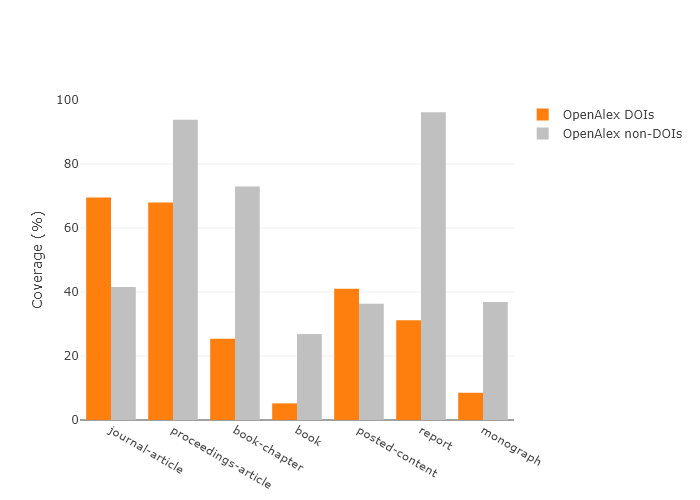 100
80
60
40
20
0
Coverage (%)
journal-article
proceedings-article
book-chapter
book
posted-content
report
monograph
OpenAlex DOIs
OpenAlex non-DOIs